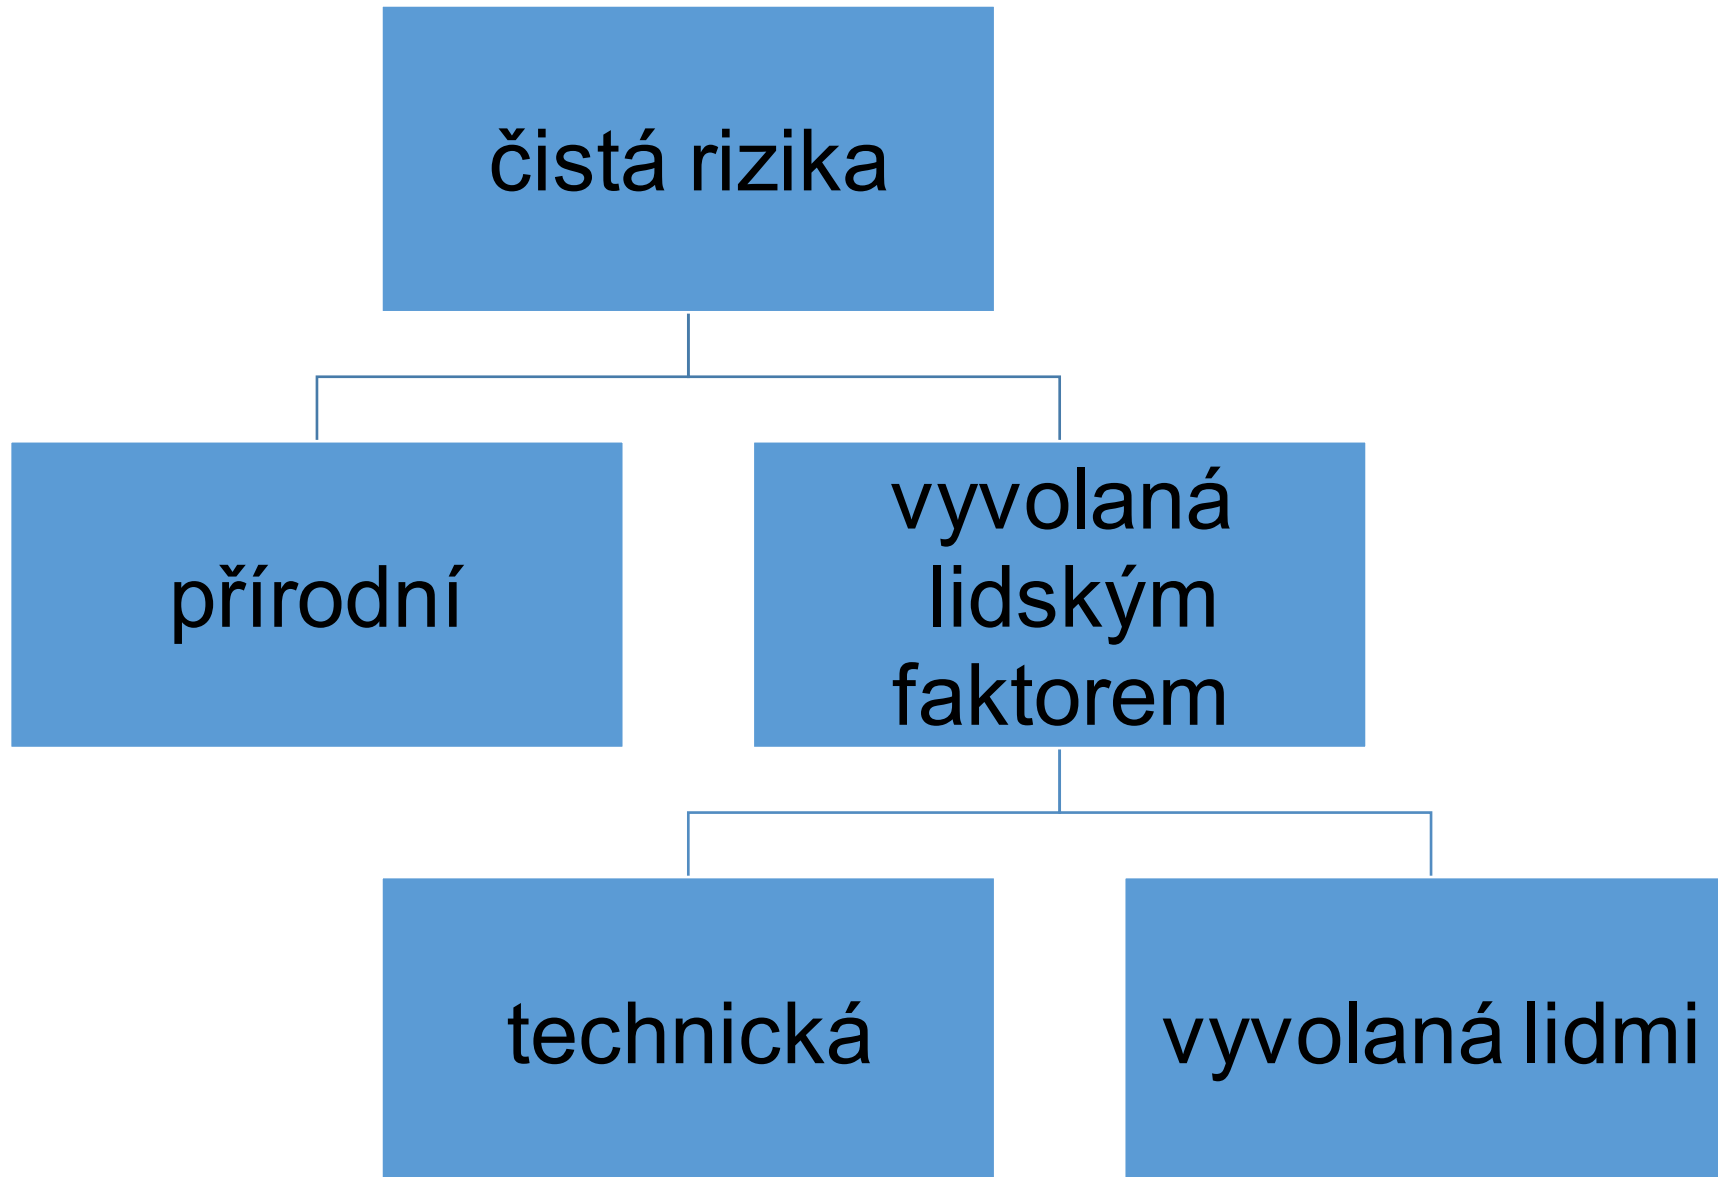 čistá rizika
přírodní
vyvolaná
lidským
faktorem
technická
vyvolaná lidmi